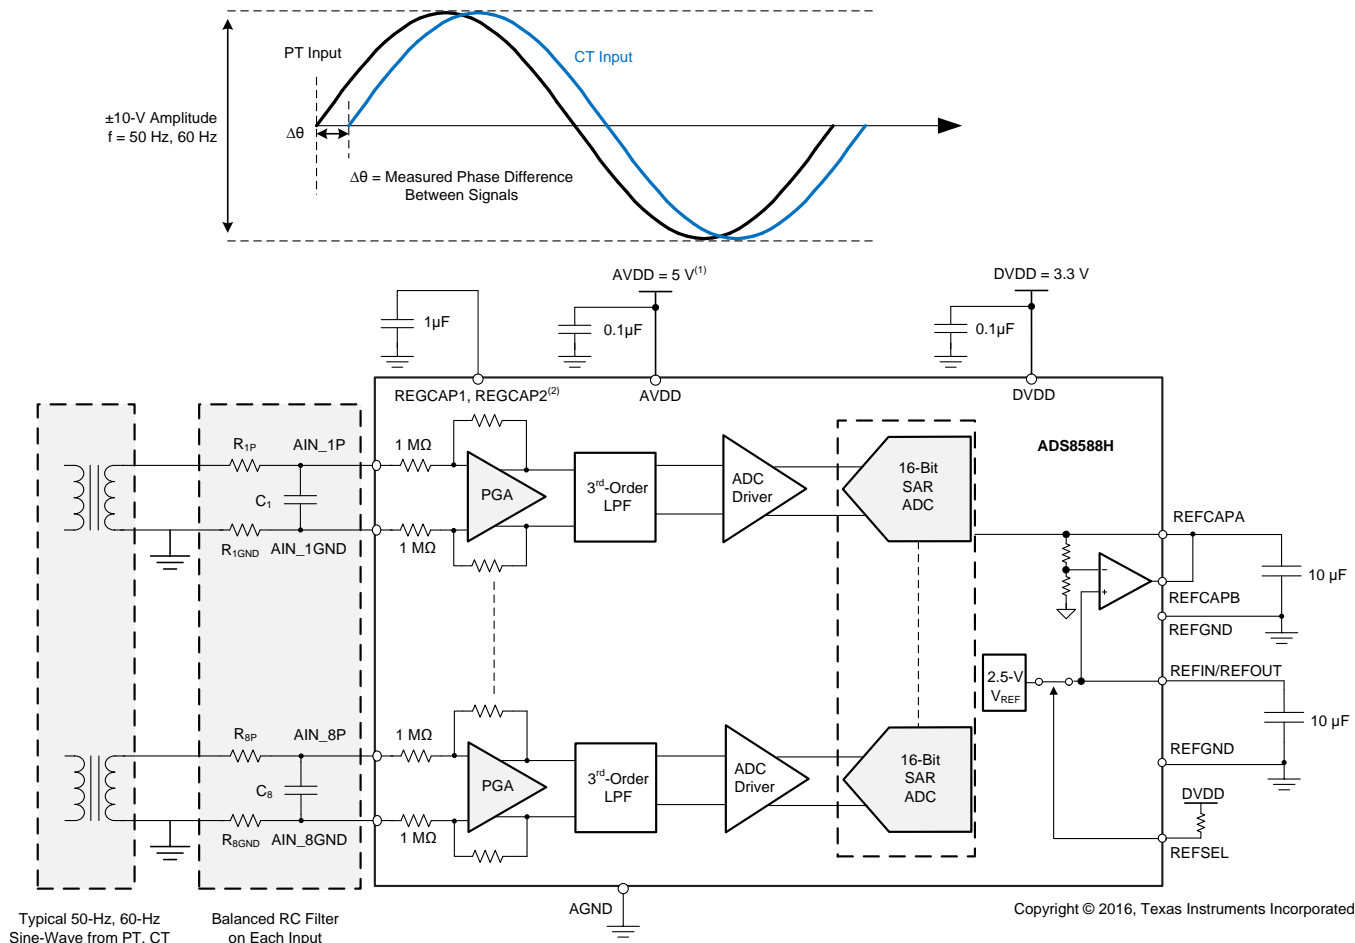 PT Input
CT Input
±10-V Amplitude
f = 50 Hz, 60 Hz
Δθ
Δθ = Measured Phase Difference
Between Signals
AVDD = 5 V(1)
DVDD = 3.3 V
1µF
0.1µF
0.1µF
REGCAP1, REGCAP2(2)
AVDD
DVDD
ADS8588H
R1P
AIN_1P
1 MΩ
C1
PGA
3rd-Order
LPF
ADC
Driver
16-Bit
SAR
ADC
R1GND
AIN_1GND
1 MΩ
REFCAPA
10 µF
REFCAPB
REFGND
2.5-V
VREF
REFIN/REFOUT
10 µF
REFGND
R8P
AIN_8P
1 MΩ
C8
PGA
3rd-Order
LPF
ADC
Driver
16-Bit
SAR
ADC
R8GND
AIN_8GND
1 MΩ
DVDD
REFSEL
AGND
Copyright © 2016, Texas Instruments Incorporated
Typical 50-Hz, 60-Hz
Sine-Wave from PT, CT
Balanced RC Filter
on Each Input